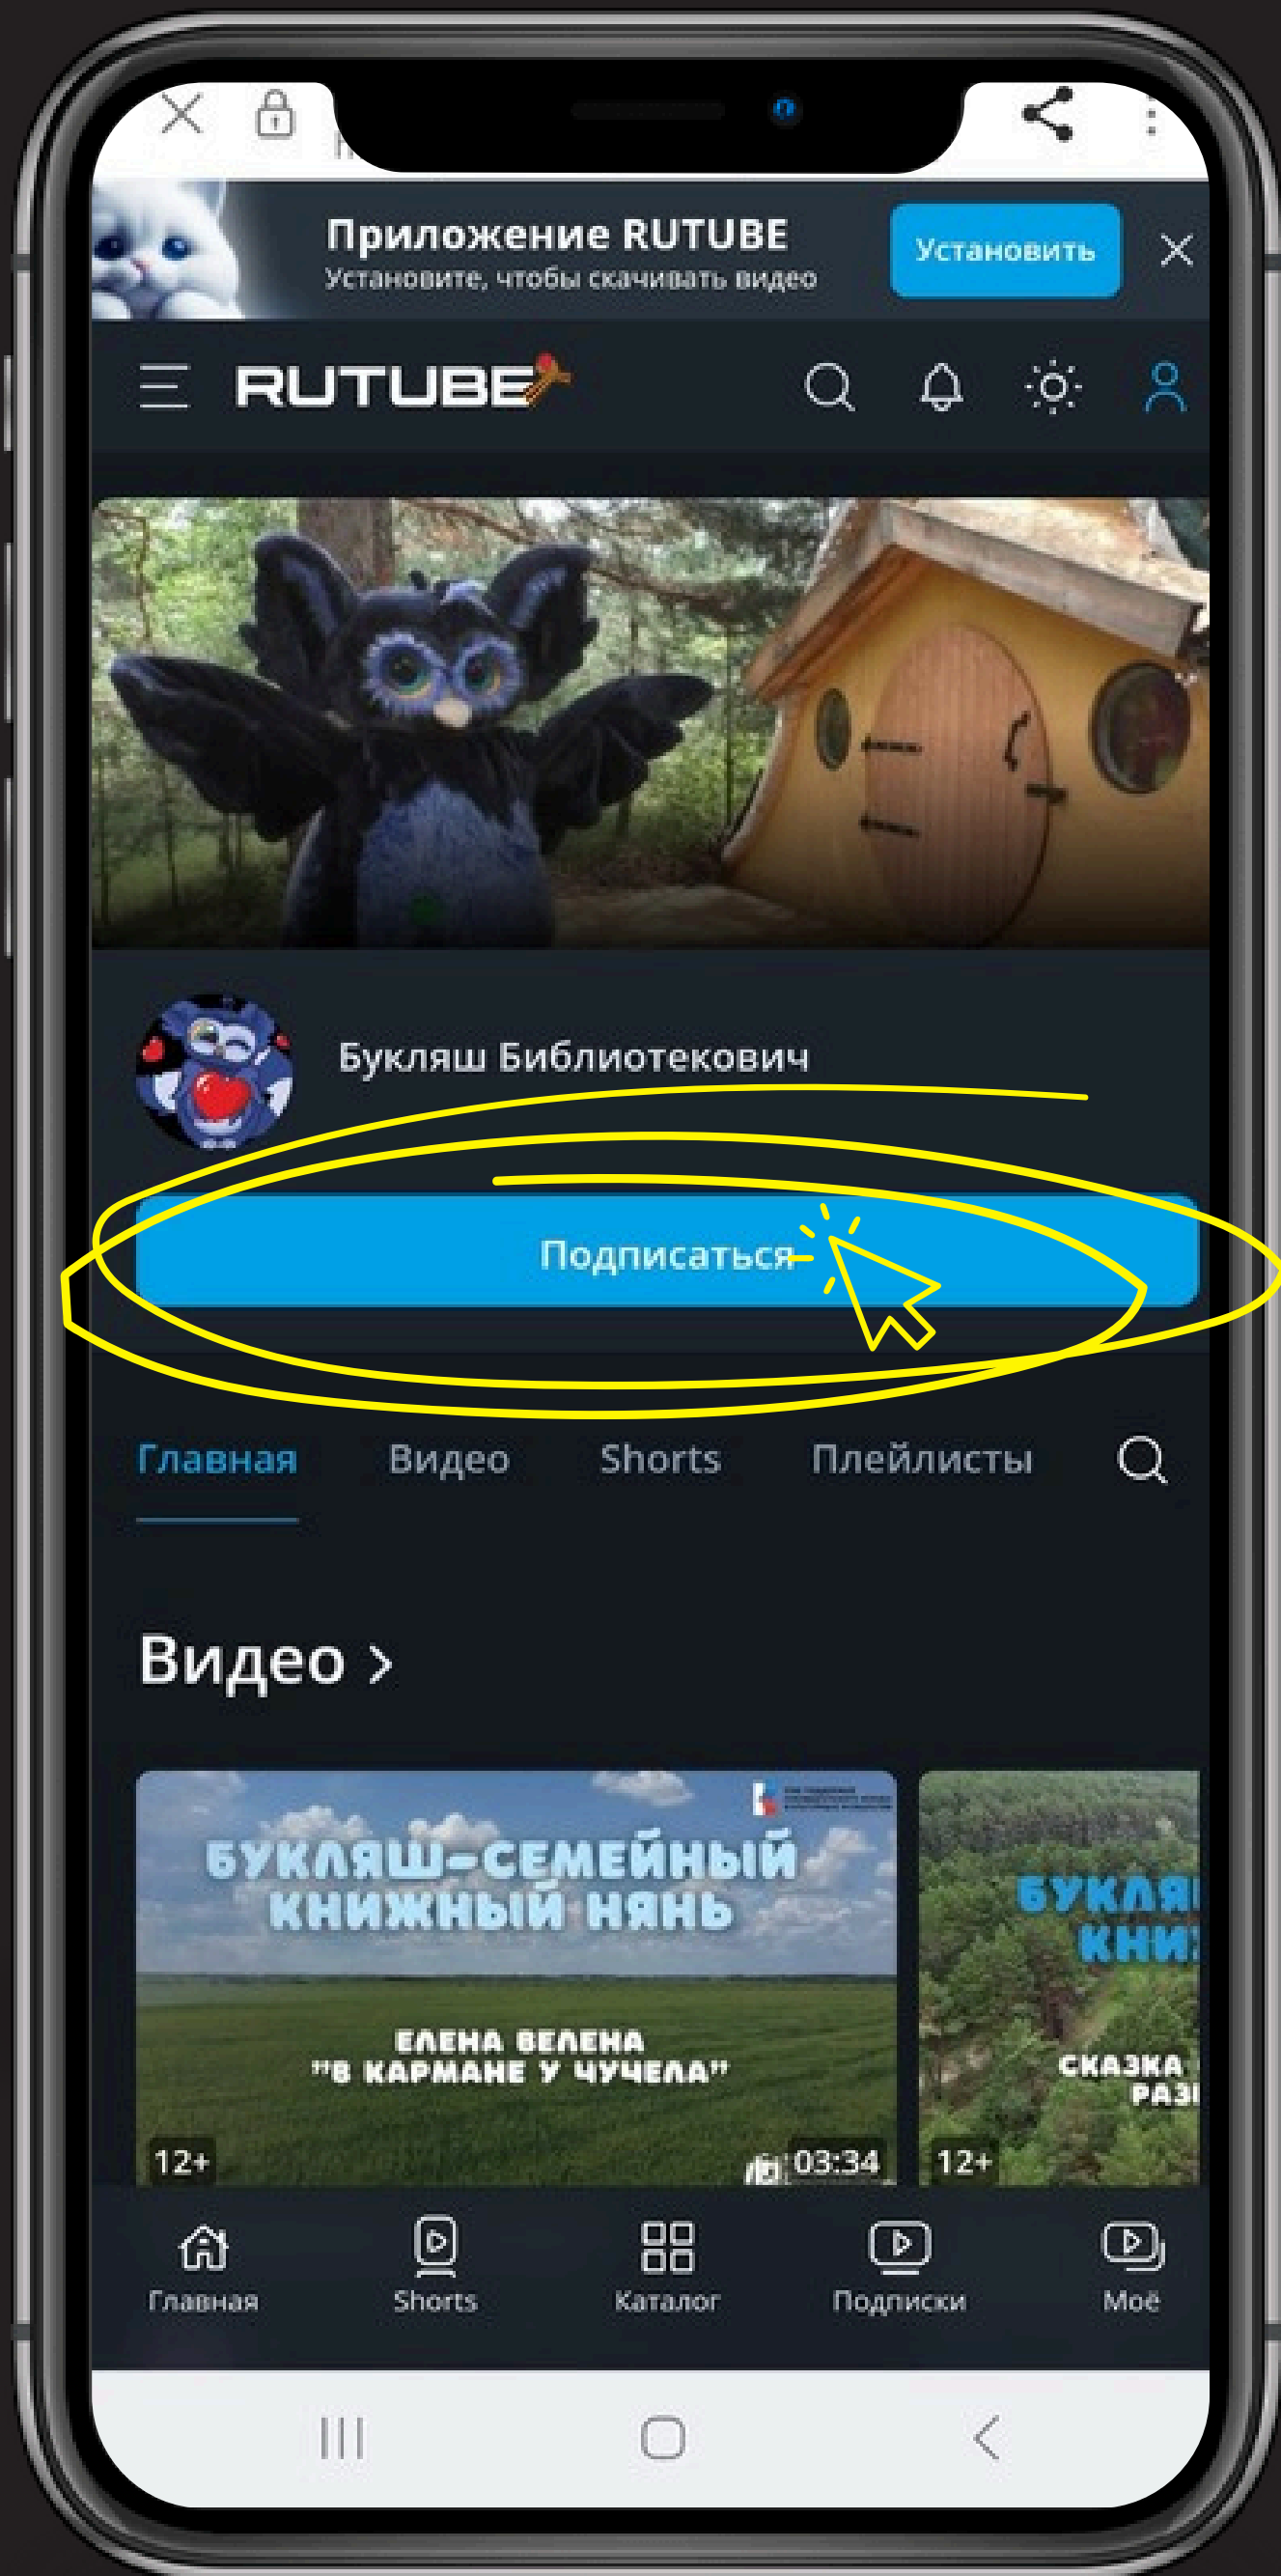 Приложение RUTUBE
Установите, чтобы скачивать видео
Установить
RUTUBE
Букляш Библиотекович
Подписаться
Главная
Видео
Shorts
Плейлисты
Видео
БУКЛЯШ-СЕМЕЙНЫЙ
КНИЖНЫЙ НЯНЬ
ЕЛЕНА ВЕЛЕНА
"В КАРМАНЕ У ЧУЧЕЛА"
12+
03:34
СКАЗКА
12+
Главная
Shorts
Каталог
Подписки
Моё